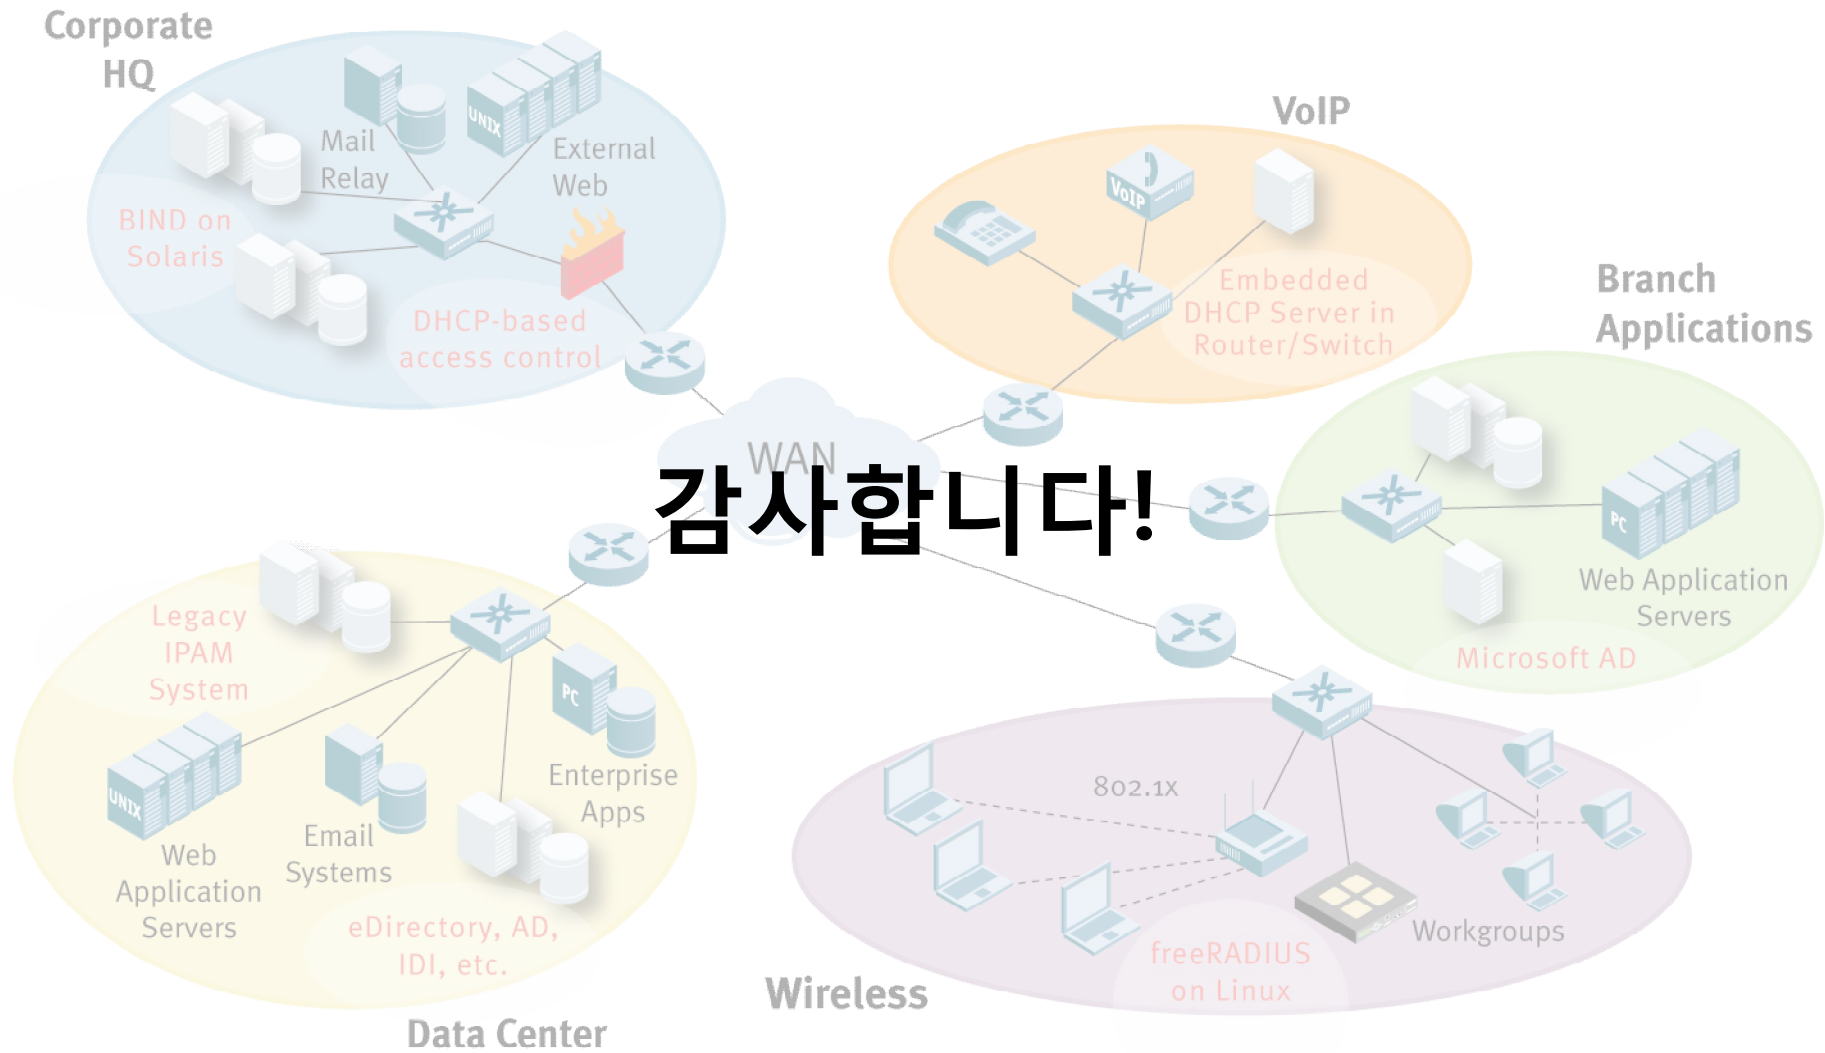 Corporate
HQ
UNIX
Mail
Relay
External
Web
BIND on
Solaris
DHCP-based
access control
VoIP
VoIP
Embedded
DHCP Server in
Router/Switch
Branch
Applications
PC
Web Application
Servers
Microsoft AD
WAN
감사합니다!
Legacy
IPAM
System
PC
Enterprise
Apps
UNIX
Web
Application
Servers
Email
Systems
eDirectory, AD,
IDI, etc.
Data Center
802.1x
Workgroups
freeRADIUS
on Linux
Wireless